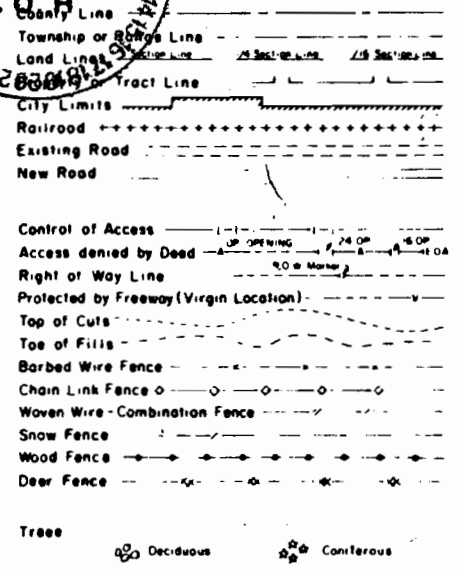 County Line
Township or Range Line
Land Lines Section Line 1/4 Section Line 1/16 Section Line
or Tract Line
City Limits
Railroad
Existing Road
New Road
Control of Access
OP OPENING
Access denied by Deed 24 OP 16 OP
Right of Way Line R.O.W Marker
Protected by Freeway (Virgin Location)
Top of Cuts
Toe of Fills
Barbed Wire Fence
Chain Link Fence
Woven Wire - Combination Fence
Snow Fence
Wood Fence
Deer Fence
Trees
Deciduous Coniferous